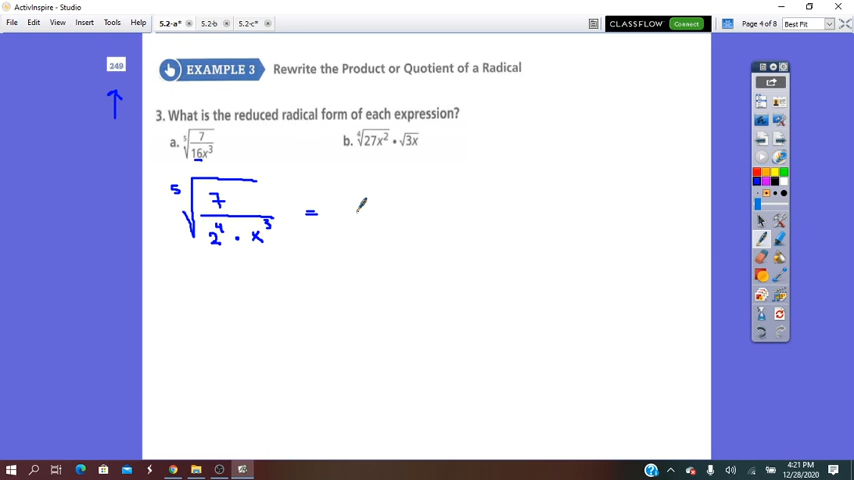 ActivInspire - Studio
File Edit View Insert Tools Help 5.2-a* 5.2-b 5.2-c* CLASSFLOW Connect Page 4 of 8 Best Fit
249
EXAMPLE 3 Rewrite the Product or Quotient of a Radical
3. What is the reduced radical form of each expression?
a. ⁵√(7/16x³) b. ⁴√27x² • √3x
⁵√(7/2⁴ · x³) =
4:21 PM
12/28/2020